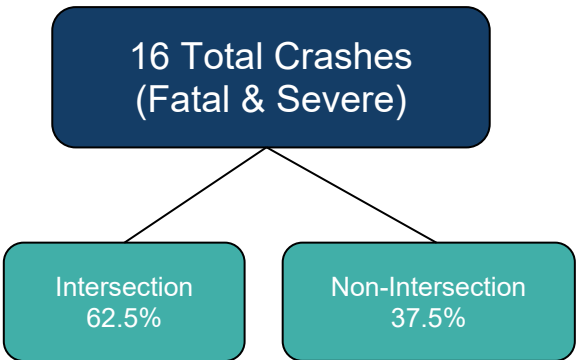 16 Total Crashes
(Fatal & Severe)
Intersection
62.5%
Non-Intersection
37.5%